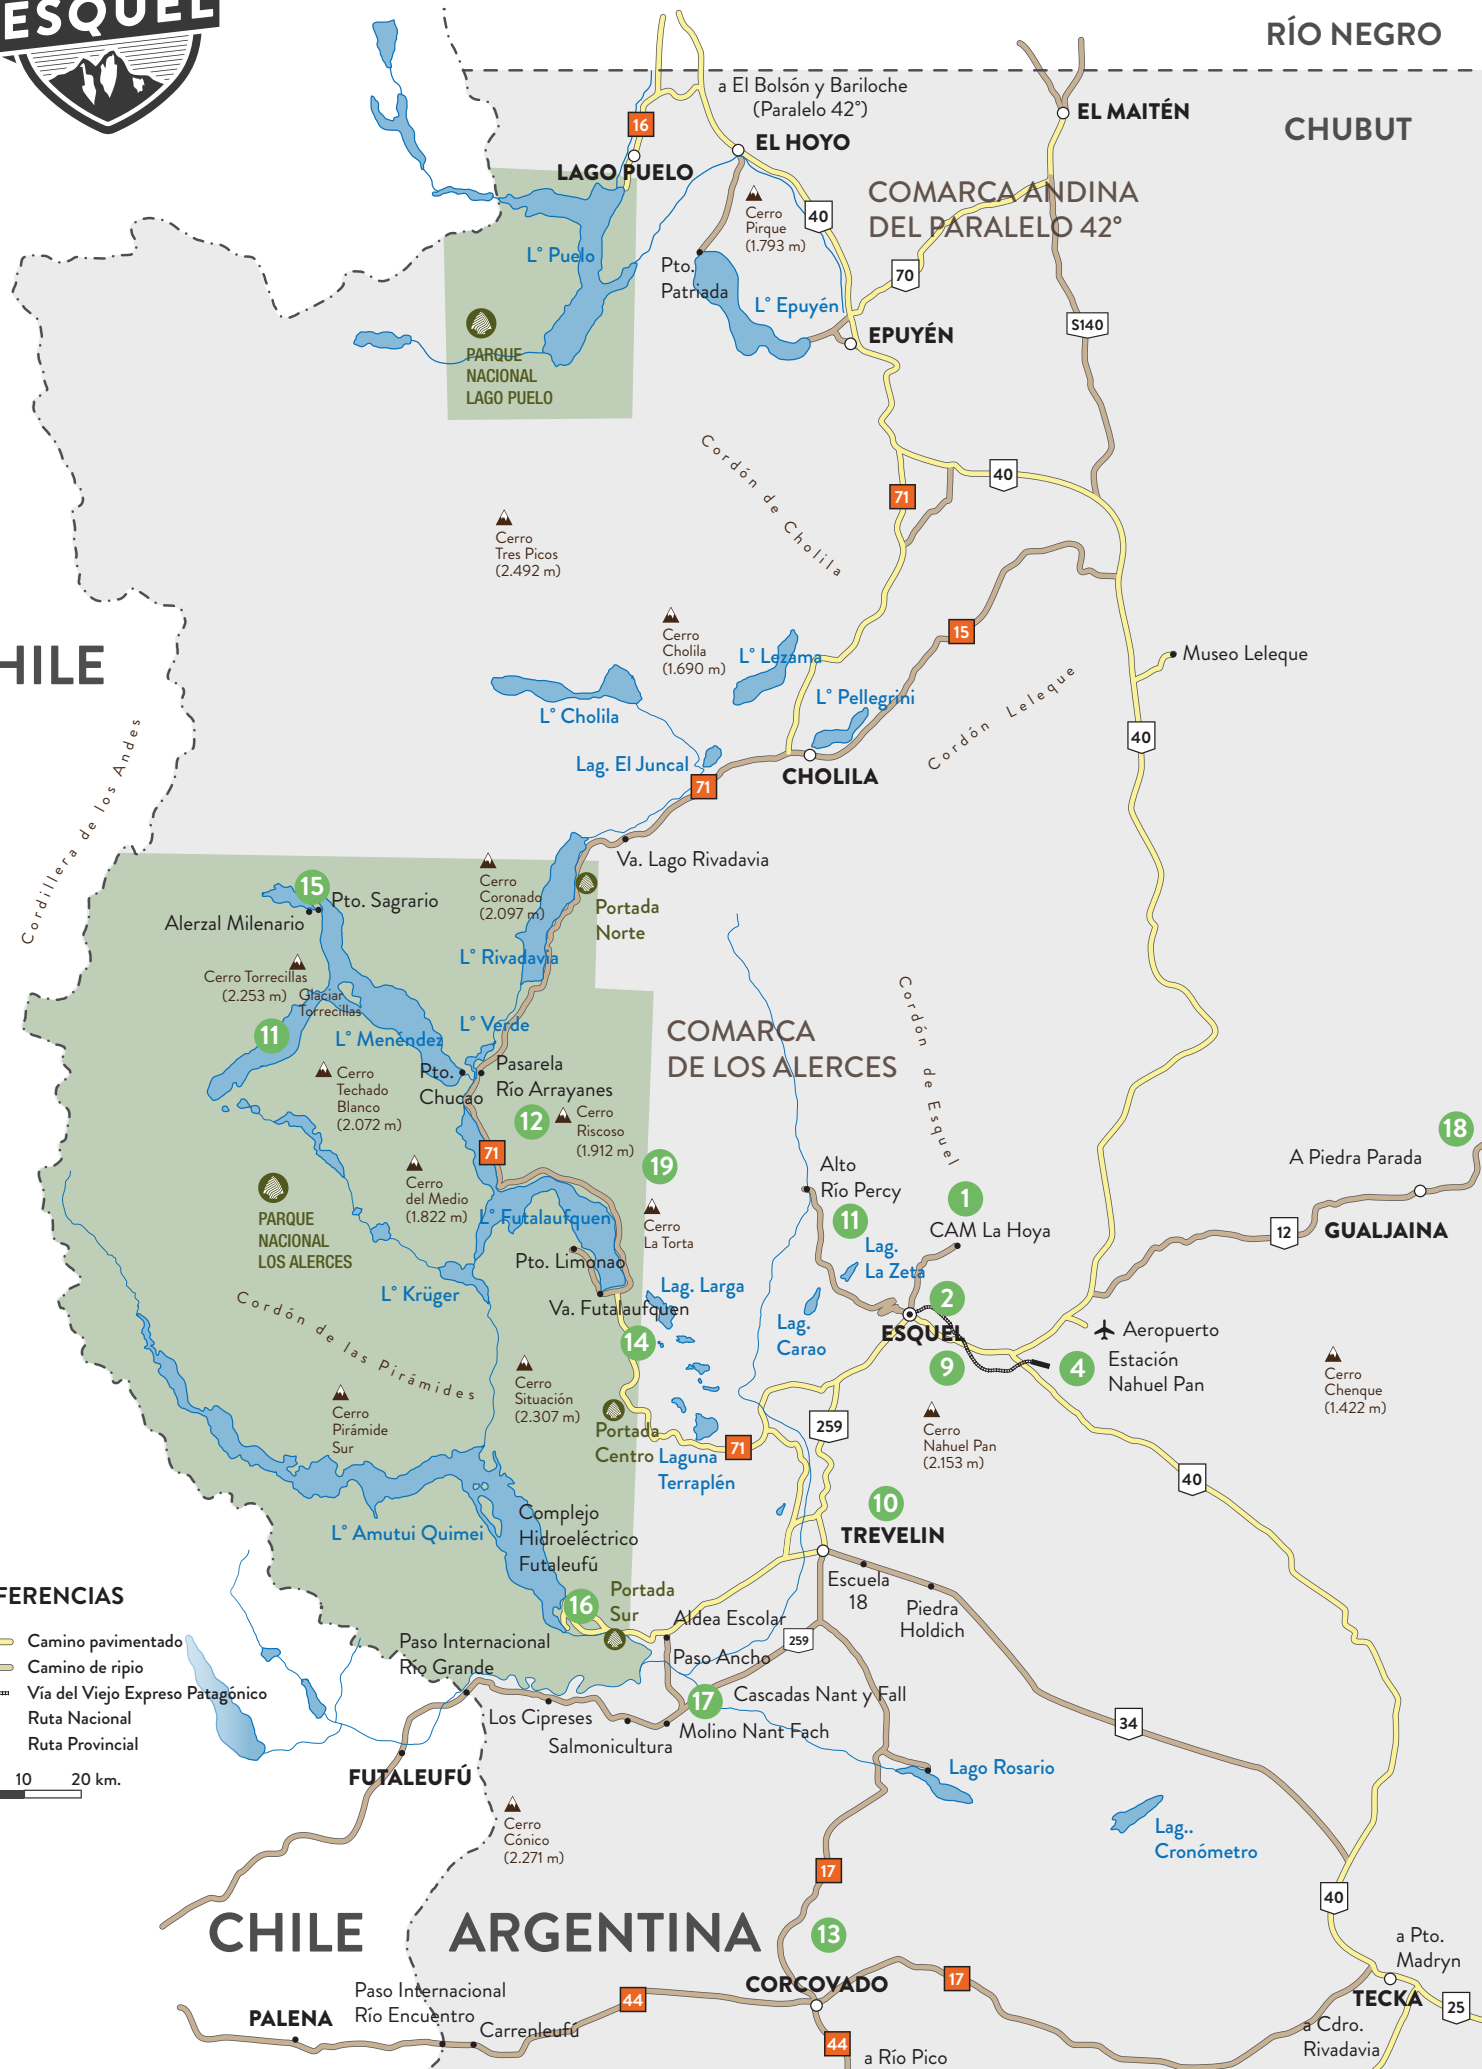 ESQUEL
RÍO NEGRO
CHUBUT
a El Bolsón y Bariloche
(Paralelo 42°)
EL MAITÉN
16
EL HOYO
LAGO PUELO
COMARCA ANDINA
DEL PARALELO 42°
Cerro
Pirque
(1.793 m)
40
L° Puelo
Pto.
Patriada
70
L° Epuyén
S140
EPUYÉN
PARQUE
NACIONAL
LAGO PUELO
Cordón de Cholila
40
71
Cerro
Tres Picos
(2.492 m)
Cerro
Cholila
(1.690 m)
15
L° Lezama
Museo Leleque
HILE
L° Pellegrini
Cordón Leleque
L° Cholila
40
Lag. El Juncal
CHOLILA
71
Cordillera de los Andes
Va. Lago Rivadavia
Cerro
Coronado
(2.097 m)
15
Pto. Sagrario
Alerzal Milenario
Portada
Norte
L° Rivadavia
Cerro Torrecillas
(2.253 m)
Glaciar
Torrecillas
Cordón de Esquel
11
L° Menéndez
L° Verde
COMARCA
DE LOS ALERCES
Pto.
Chucao
Pasarela
Río Arrayanes
Cerro
Techado
Blanco
(2.072 m)
12
Cerro
Riscoso
(1.912 m)
71
18
A Piedra Parada
19
Alto
Río Percy
Cerro
del Medio
(1.822 m)
1
CAM La Hoya
PARQUE
NACIONAL
LOS ALERCES
L° Futalaufquen
Cerro
La Torta
11
Lag.
La Zeta
12
GUALJAINA
Pto. Limonao
L° Krüger
Lag. Larga
Va. Futalaufquen
2
Cordón de las Pirámides
Lag.
Carao
ESQUEL
Aeropuerto
14
9
4
Estación
Nahuel Pan
Cerro
Situación
(2.307 m)
Cerro
Chenque
(1.422 m)
Cerro
Pirámide
Sur
Portada
Centro
259
Cerro
Nahuel Pan
(2.153 m)
71
Laguna
Terraplén
40
10
L° Amutui Quimei
Complejo
Hidroeléctrico
Futaleufú
TREVELIN
Escuela
18
Piedra
Holdich
16
Portada
Sur
Aldea Escolar
FERENCIAS
Camino pavimentado
Camino de ripio
Vía del Viejo Expreso Patagónico
Ruta Nacional
Ruta Provincial
10
20 km.
Paso Internacional
Río Grande
Paso Ancho
259
17
Cascadas Nant y Fall
Los Cipreses
Molino Nant Fach
Salmonicultura
34
Lago Rosario
FUTALEUFÚ
Cerro
Cónico
(2.271 m)
Lag..
Cronómetro
17
40
CHILE
ARGENTINA
13
a Pto.
Madryn
CORCOVADO
17
TECKA
25
Paso Internacional
Río Encuentro
44
PALENA
Carrenleufú
44
a Río Pico
a Cdro.
Rivadavia